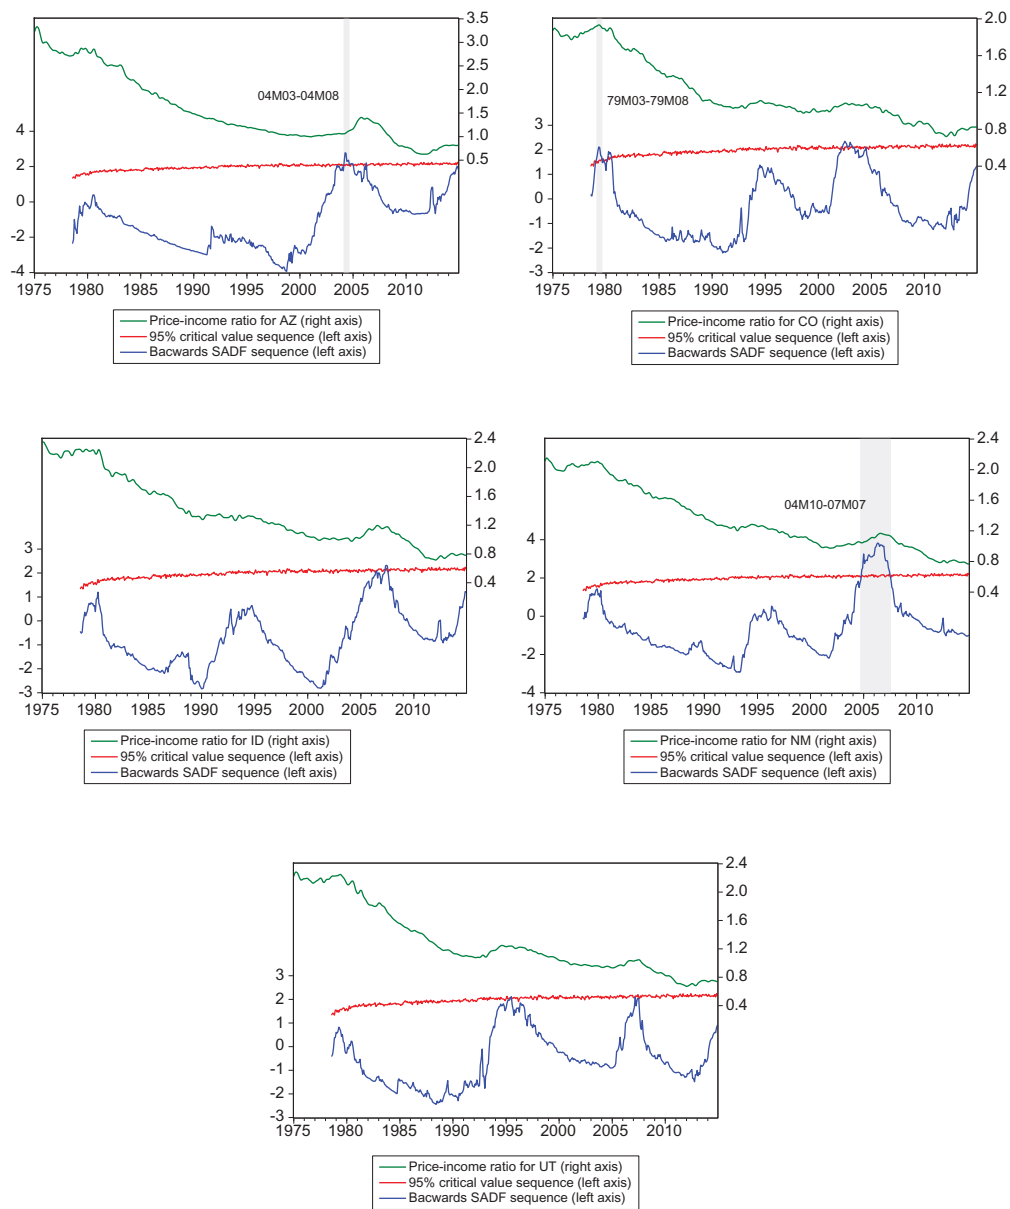 3.5
3.0
2.5
2.0
1.5
1.0
0.5
4
2
0
-2
-4
04M03-04M08
1975 1980 1985 1990 1995 2000 2005 2010
Price-income ratio for AZ (right axis)
95% critical value sequence (left axis)
Bacwards SADF sequence (left axis)
2.0
1.6
1.2
0.8
0.4
3
2
1
0
-1
-2
-3
79M03-79M08
1975 1980 1985 1990 1995 2000 2005 2010
Price-income ratio for CO (right axis)
95% critical value sequence (left axis)
Bacwards SADF sequence (left axis)
2.4
2.0
1.6
1.2
0.8
0.4
3
2
1
0
-1
-2
-3
1975 1980 1985 1990 1995 2000 2005 2010
Price-income ratio for ID (right axis)
95% critical value sequence (left axis)
Bacwards SADF sequence (left axis)
2.4
2.0
1.6
1.2
0.8
0.4
4
2
0
-2
-4
04M10-07M07
1975 1980 1985 1990 1995 2000 2005 2010
Price-income ratio for NM (right axis)
95% critical value sequence (left axis)
Bacwards SADF sequence (left axis)
2.4
2.0
1.6
1.2
0.8
0.4
3
2
1
0
-1
-2
-3
1975 1980 1985 1990 1995 2000 2005 2010
Price-income ratio for UT (right axis)
95% critical value sequence (left axis)
Bacwards SADF sequence (left axis)